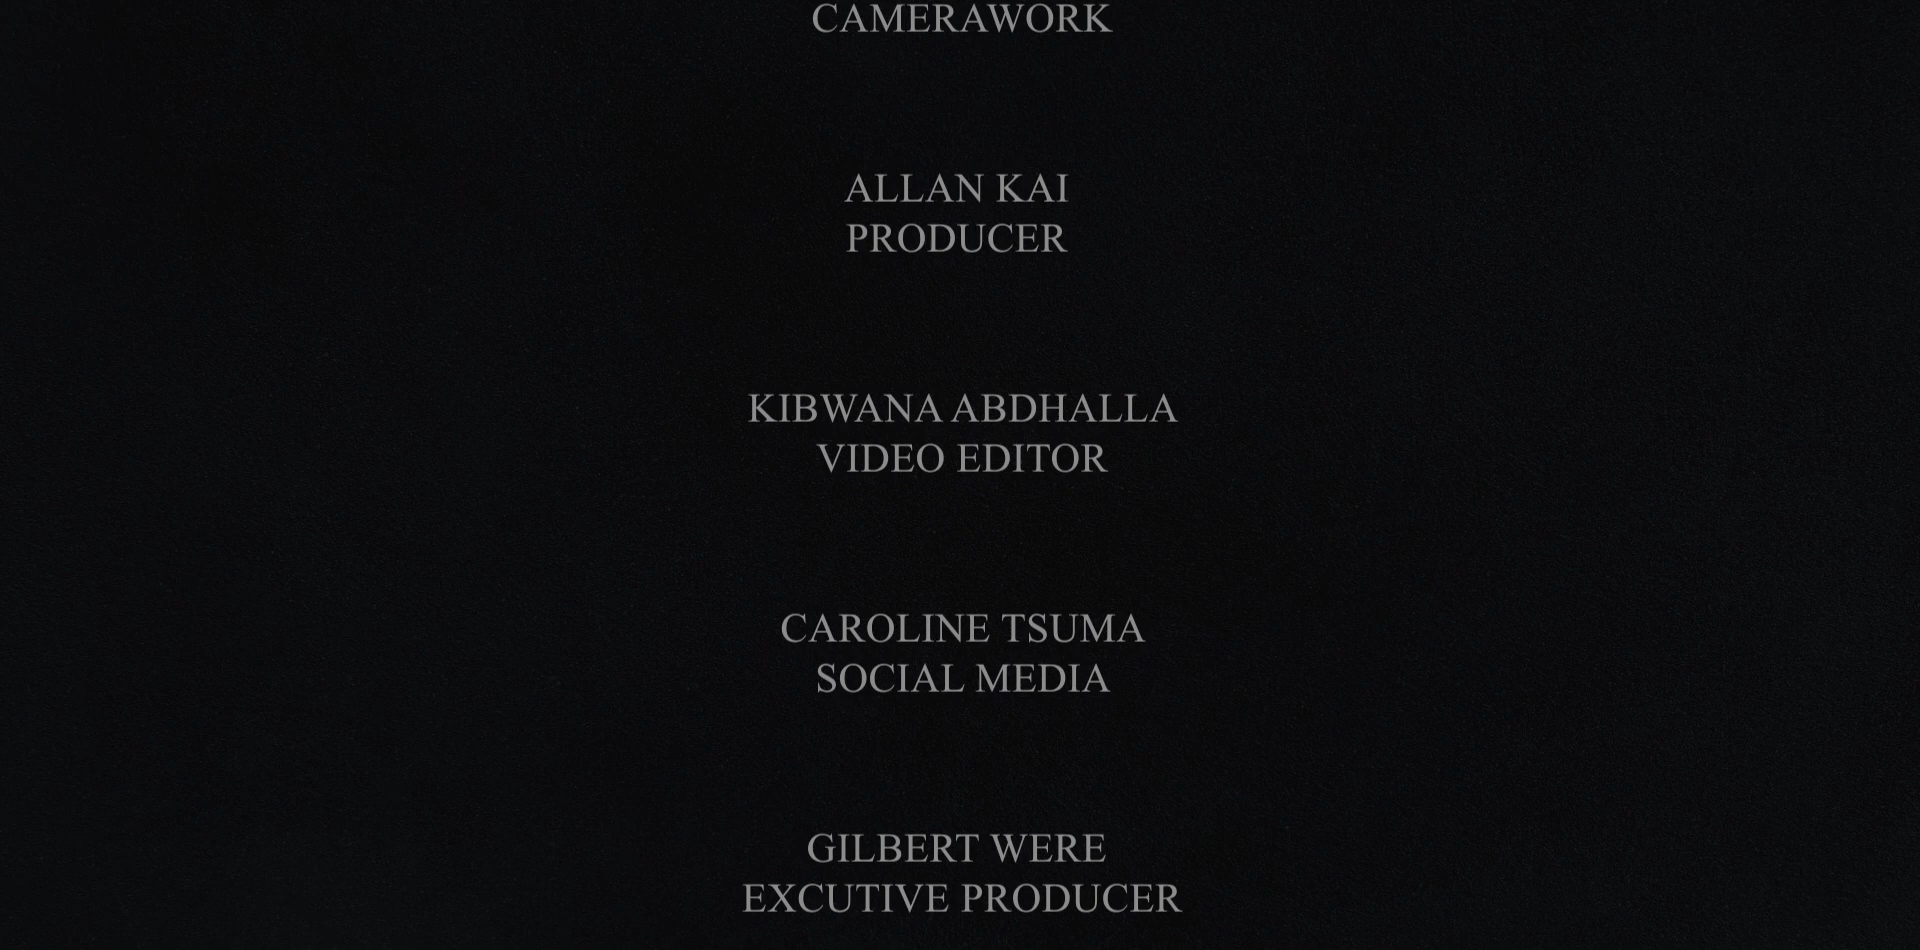 CAMERAWORK
ALLAN KAI
PRODUCER
KIBWANA ABDHALLA
VIDEO EDITOR
CAROLINE TSUMA
SOCIAL MEDIA
GILBERT WERE
EXCUTIVE PRODUCER